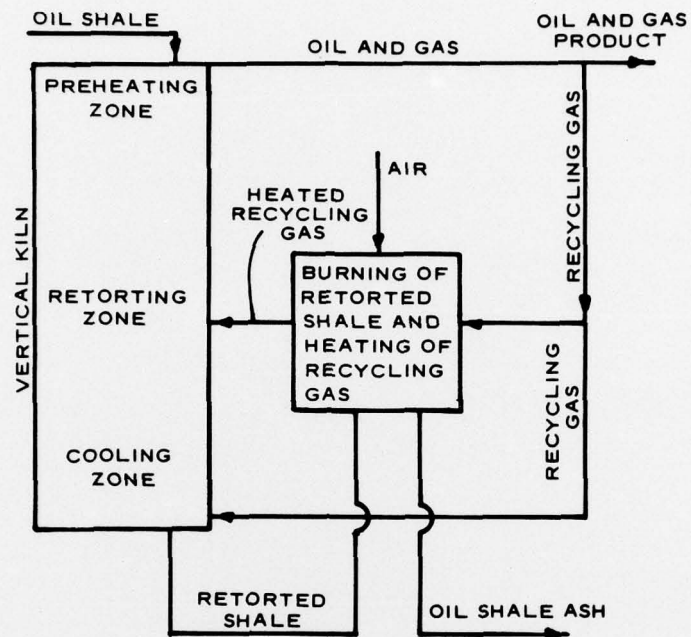 OIL SHALE
OIL AND GAS
OIL AND GAS
PRODUCT
PREHEATING
ZONE
AIR
HEATED
RECYCLING
GAS
RECYCLING GAS
VERTICAL KILN
RETORTING
ZONE
BURNING OF
RETORTED
SHALE AND
HEATING OF
RECYCLING
GAS
RECYCLING
GAS
COOLING
ZONE
RETORTED
SHALE
OIL SHALE ASH